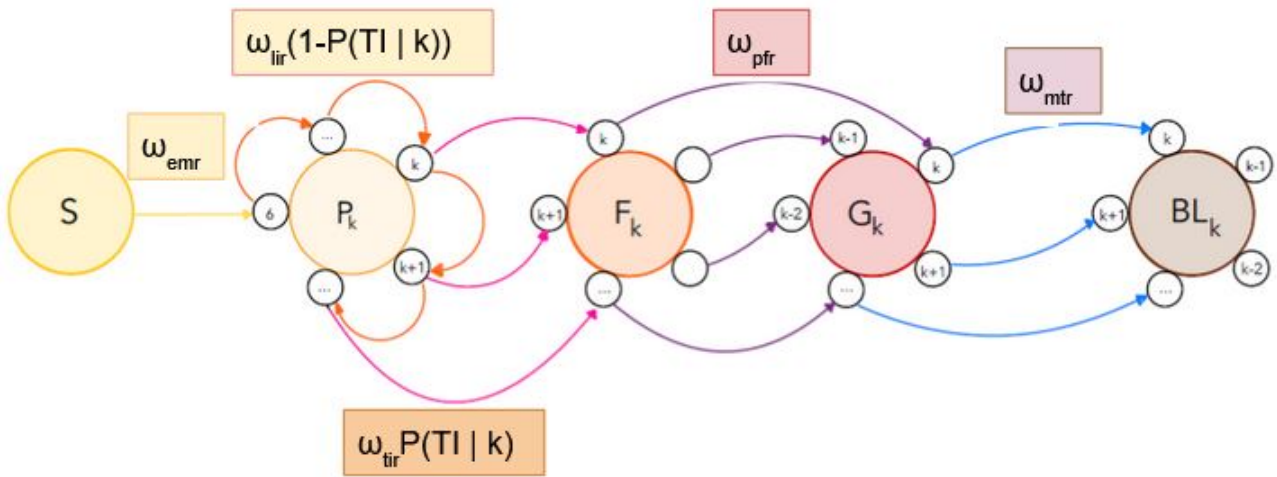 ω_lir(1-P(TI | k))
ω_pfr
ω_mtr
ω_emr
S
6
...
P_k
k
k+1
...
k
k+1
F_k
...
k-1
k
k-2
G_k
k+1
...
k
k-1
k+1
BL_k
k-2
...
ω_tir P(TI | k)